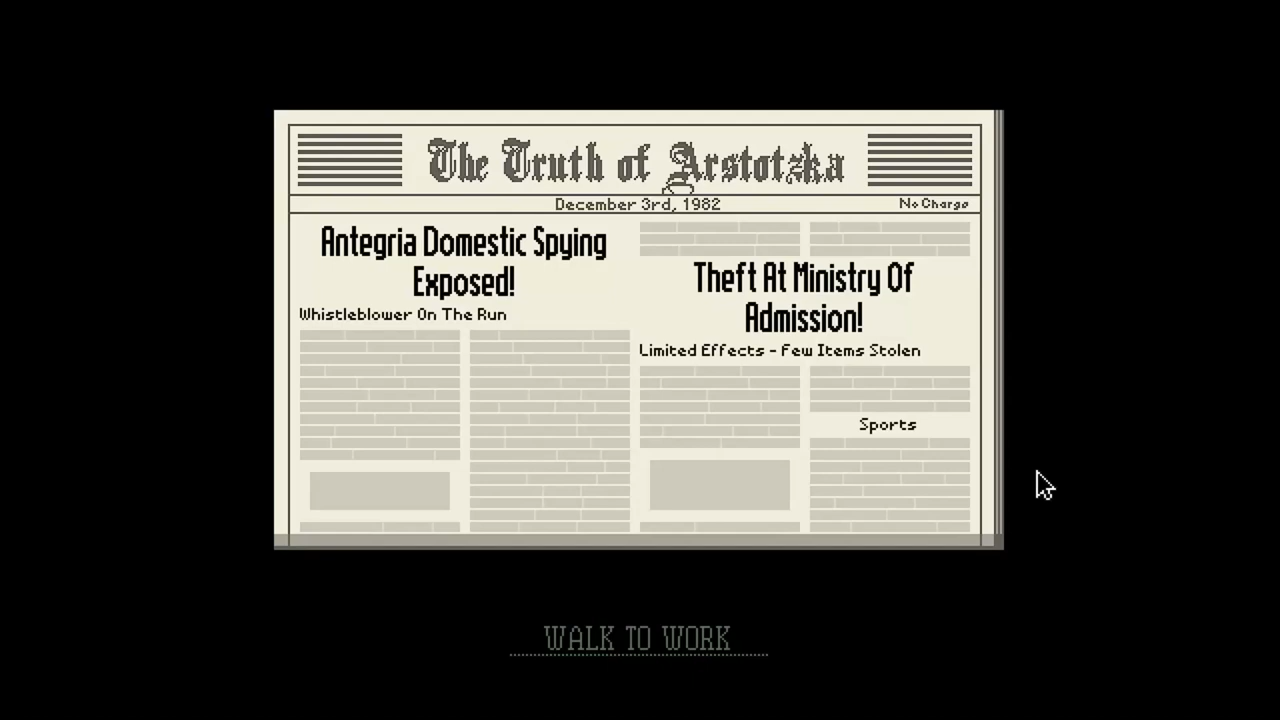 The Truth of Arstotzka
December 3rd, 1982
No Charge
Antegria Domestic Spying
Exposed!
Whistleblower On The Run
Theft At Ministry Of
Admission!
Limited Effects - Few Items Stolen
Sports
WALK TO WORK